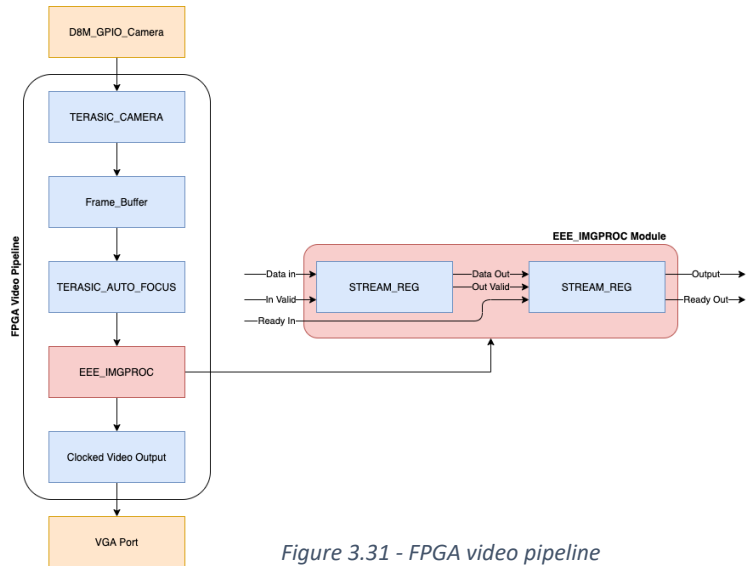 D8M_GPIO_Camera
FPGA Video Pipeline
TERASIC_CAMERA
Frame_Buffer
TERASIC_AUTO_FOCUS
EEE_IMGPROC
Clocked Video Output
VGA Port
EEE_IMGPROC Module
Data in
In Valid
Ready In
STREAM_REG
Data Out
Out Valid
STREAM_REG
Output
Ready Out
Figure 3.31 - FPGA video pipeline